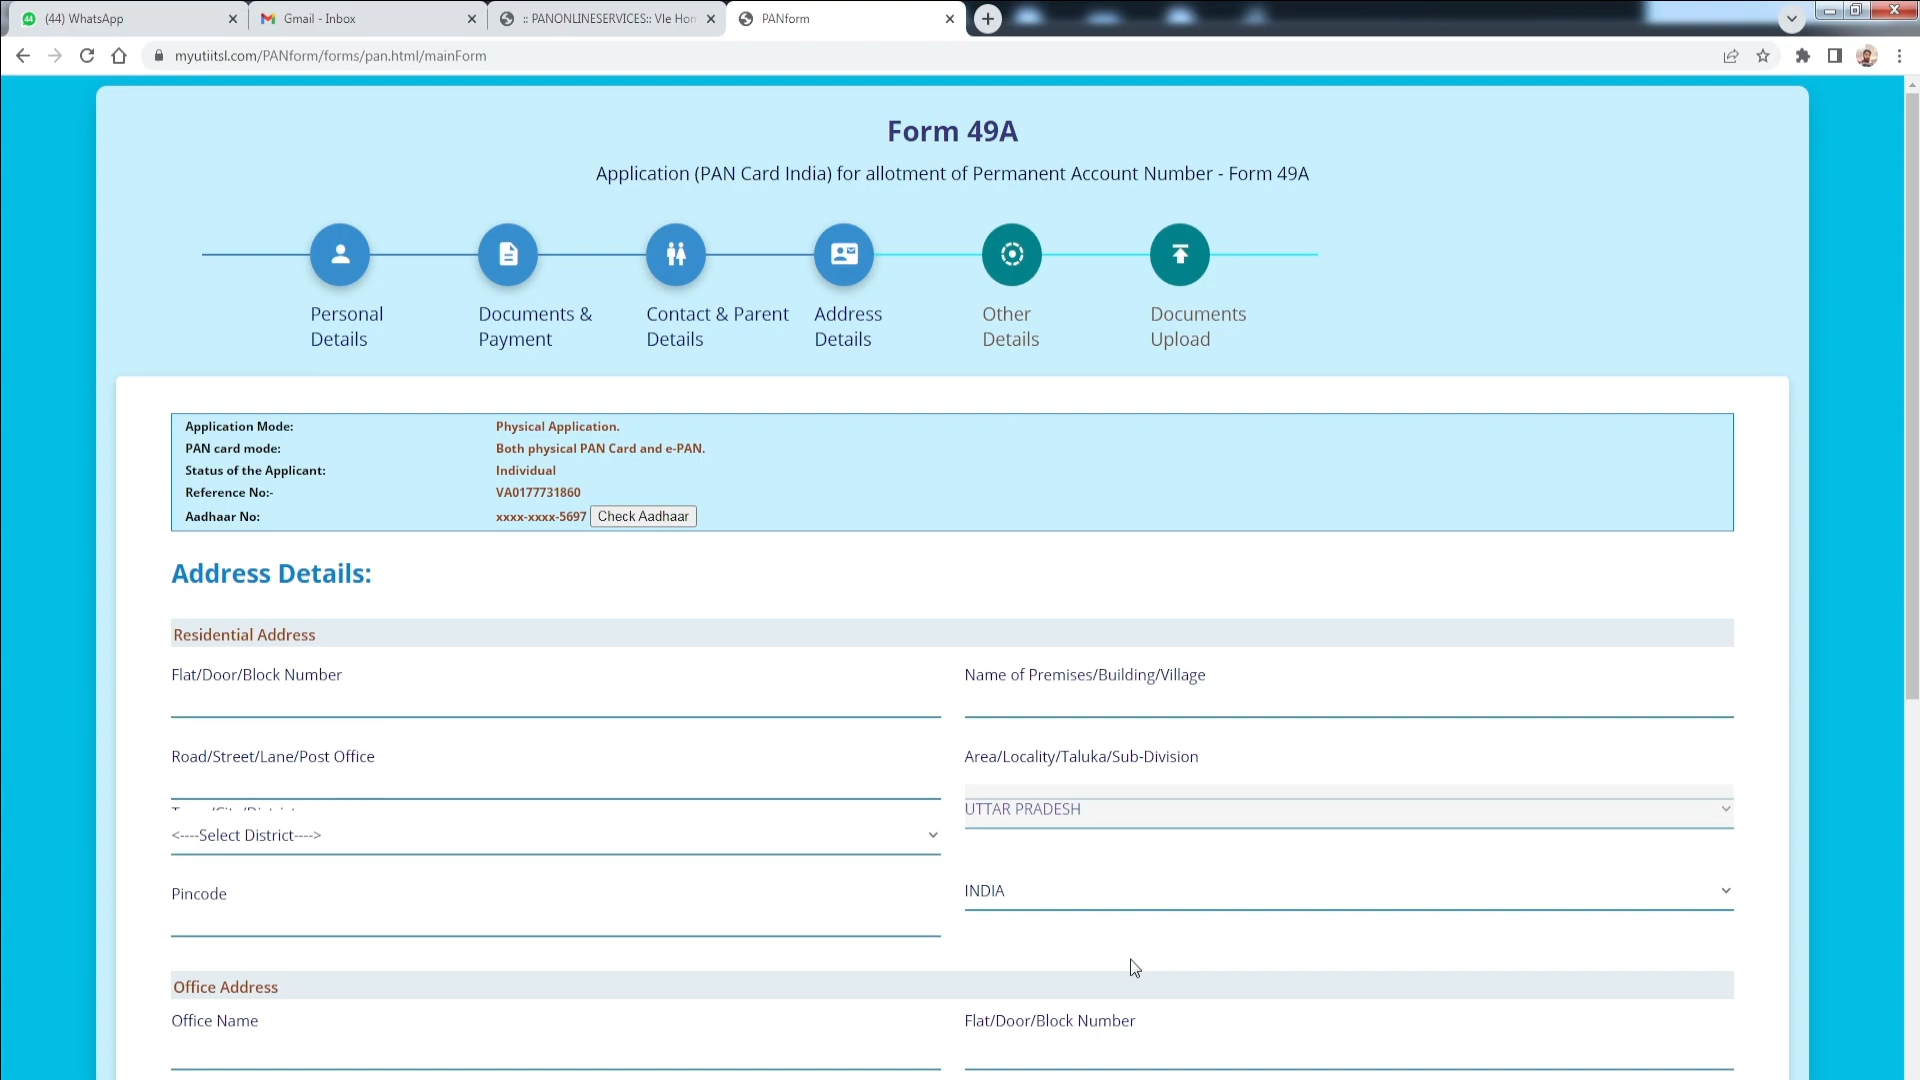 (44) WhatsApp
Gmail - Inbox
:: PANONLINESERVICES:: Vle Hom
PANform
myutiitsl.com/PANform/forms/pan.html/mainForm
Form 49A
Application (PAN Card India) for allotment of Permanent Account Number - Form 49A
Personal Details
Documents & Payment
Contact & Parent Details
Address Details
Other Details
Documents Upload
Application Mode: Physical Application.
PAN card mode: Both physical PAN Card and e-PAN.
Status of the Applicant: Individual
Reference No:- VA0177731860
Aadhaar No: xxxx-xxxx-5697 Check Aadhaar
Address Details:
Residential Address
Flat/Door/Block Number
Name of Premises/Building/Village
Road/Street/Lane/Post Office
Area/Locality/Taluka/Sub-Division
UTTAR PRADESH
<----Select District---->
Pincode
INDIA
Office Address
Office Name
Flat/Door/Block Number